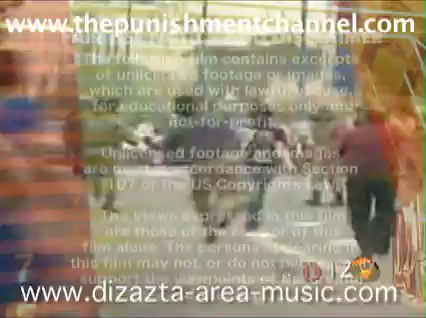 www.thepunishmentchannel.com
The following film contains excerpts
of unlicensed footage or images,
which are used with lawful excuse,
for educational purposes only and
not-for-profit.
Unlicensed footage and images
are used in accordance with Section
107 of the US Copyright Law.
The views expressed in this film
are those of the of this
film alone. The persons appearing in
this film may not, or do not
support the viewpoints of
www.dizazta-area-music.com